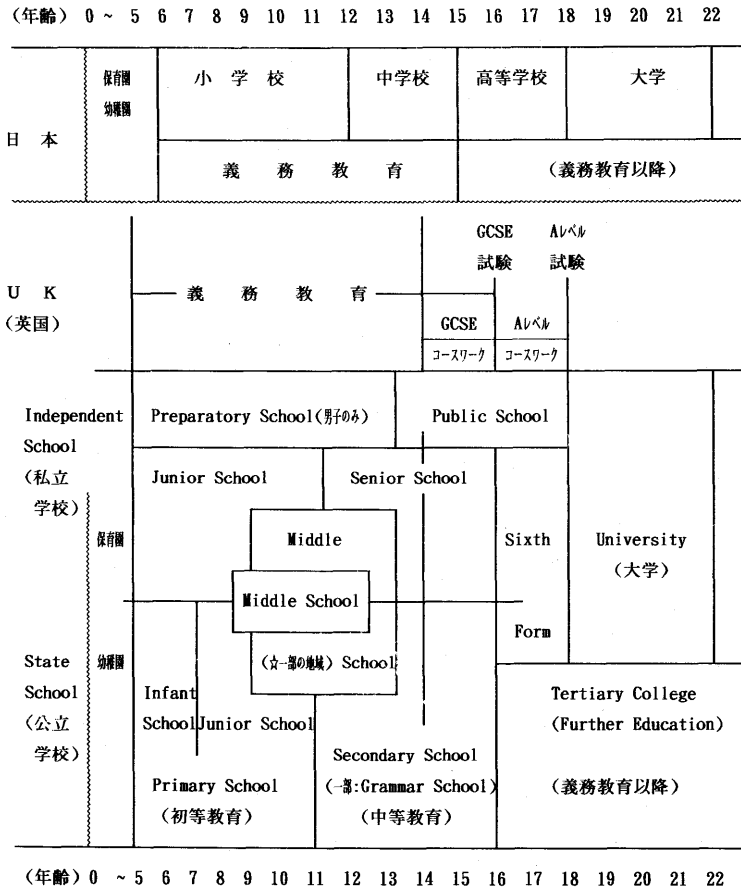 (年齢) 0 ~ 5 6 7 8 9 10 11 12 13 14 15 16 17 18 19 20 21 22
保育園 小学校 中学校 高等学校 大学
幼稚園
日本
義務教育 (義務教育以降)
GCSE Aレベル
試験 試験
UK 義務教育
(英国)
GCSE Aレベル
コースワーク コースワーク
Independent Preparatory School(男子のみ) Public School
School
(私立 Junior School Senior School
学校)
保育園 Middle Sixth University
(大学)
Middle School
Form
State 幼稚園 (☆一部の地域) School
School Infant Tertiary College
(公立 School Junior School (Further Education)
学校)
Secondary School
Primary School (一部:Grammar School) (義務教育以降)
(初等教育) (中等教育)
(年齢) 0 ~ 5 6 7 8 9 10 11 12 13 14 15 16 17 18 19 20 21 22